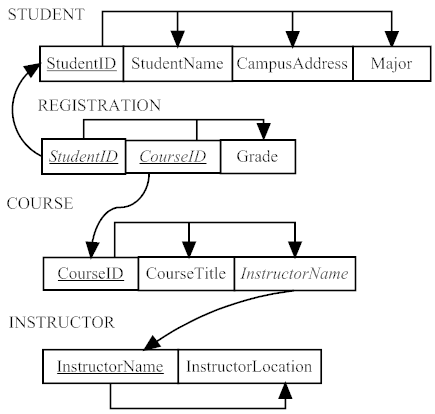 STUDENT
StudentID StudentName CampusAddress Major
REGISTRATION
StudentID CourseID Grade
COURSE
CourseID CourseTitle InstructorName
INSTRUCTOR
InstructorName InstructorLocation